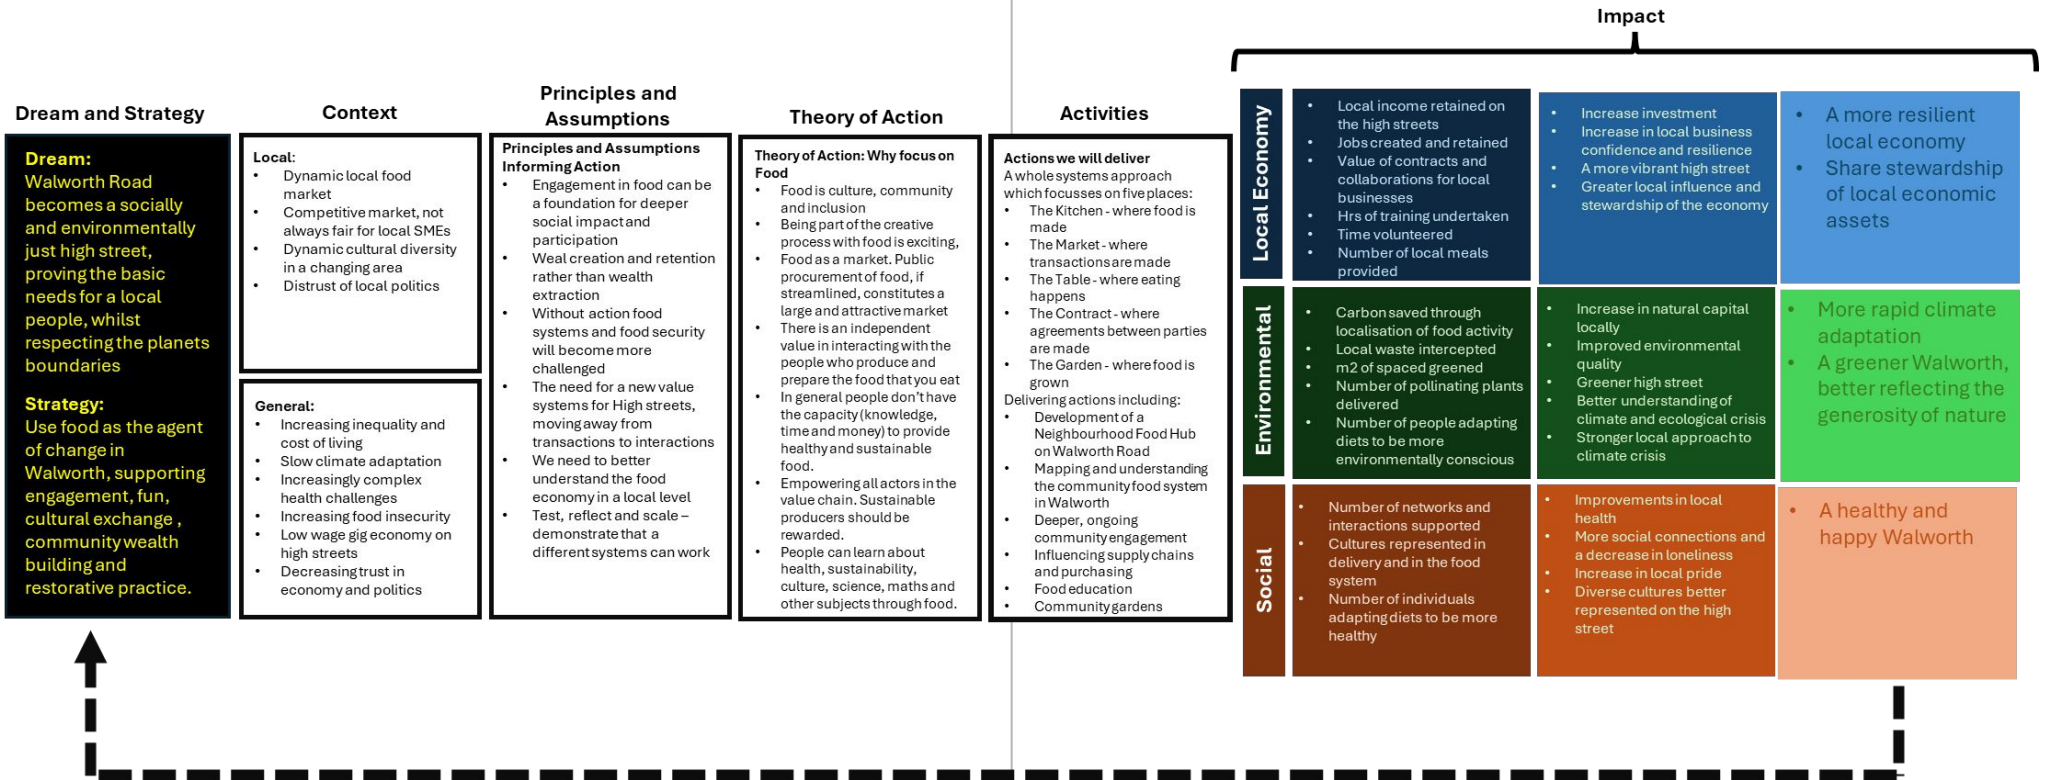 Dream and Strategy
Dream:
Walworth Road
becomes a socially
and environmentally
just high street,
proving the basic
needs for a local
people, whilst
respecting the planets
boundaries
Strategy:
Use food as the agent
of change in
Walworth, supporting
engagement, fun,
cultural exchange ,
community wealth
building and
restorative practice.
Context
Local:
• Dynamic local food
market
• Competitive market, not
always fair for local SMEs
• Dynamic cultural diversity
in a changing area
• Distrust of local politics
General:
• Increasing inequality and
cost of living
• Slow climate adaptation
• Increasingly complex
health challenges
• Increasing food insecurity
• Low wage gig economy on
high streets
• Decreasing trust in
economy and politics
Principles and
Assumptions
Principles and Assumptions
Informing Action
• Engagement in food can be
a foundation for deeper
social impact and
participation
• Weal creation and retention
rather than wealth
extraction
• Without action food
systems and food security
will become more
challenged
• The need for a new value
systems for High streets,
moving away from
transactions to interactions
• We need to better
understand the food
economy in a local level
• Test, reflect and scale –
demonstrate that a
different systems can work
Theory of Action
Theory of Action: Why focus on
Food
• Food is culture, community
and inclusion
• Being part of the creative
process with food is exciting,
• Food as a market. Public
procurement of food, if
streamlined, constitutes a
large and attractive market
• There is an independent
value in interacting with the
people who produce and
prepare the food that you eat
• In general people don’t have
the capacity (knowledge,
time and money) to provide
healthy and sustainable
food.
• Empowering all actors in the
value chain. Sustainable
producers should be
rewarded.
• People can learn about
health, sustainability,
culture, science, maths and
other subjects through food.
Activities
Actions we will deliver
A whole systems approach
which focusses on five places:
• The Kitchen - where food is
made
• The Market - where
transactions are made
• The Table - where eating
happens
• The Contract - where
agreements between parties
are made
• The Garden - where food is
grown
Delivering actions including:
• Development of a
Neighbourhood Food Hub
on Walworth Road
• Mapping and understanding
the community food system
in Walworth
• Deeper, ongoing
community engagement
• Influencing supply chains
and purchasing
• Food education
• Community gardens
Impact
Local Economy
• Local income retained on
the high streets
• Jobs created and retained
• Value of contracts and
collaborations for local
businesses
• Hrs of training undertaken
• Time volunteered
• Number of local meals
provided
• Increase investment
• Increase in local business
confidence and resilience
• A more vibrant high street
• Greater local influence and
stewardship of the economy
• A more resilient
local economy
• Share stewardship
of local economic
assets
Environmental
• Carbon saved through
localisation of food activity
• Local waste intercepted
• m2 of spaced greened
• Number of pollinating plants
delivered
• Number of people adapting
diets to be more
environmentally conscious
• Increase in natural capital
locally
• Improved environmental
quality
• Greener high street
• Better understanding of
climate and ecological crisis
• Stronger local approach to
climate crisis
• More rapid climate
adaptation
• A greener Walworth,
better reflecting the
generosity of nature
Social
• Number of networks and
interactions supported
• Cultures represented in
delivery and in the food
system
• Number of individuals
adapting diets to be more
healthy
• Improvements in local
health
• More social connections and
a decrease in loneliness
• Increase in local pride
• Diverse cultures better
represented on the high
street
• A healthy and
happy Walworth